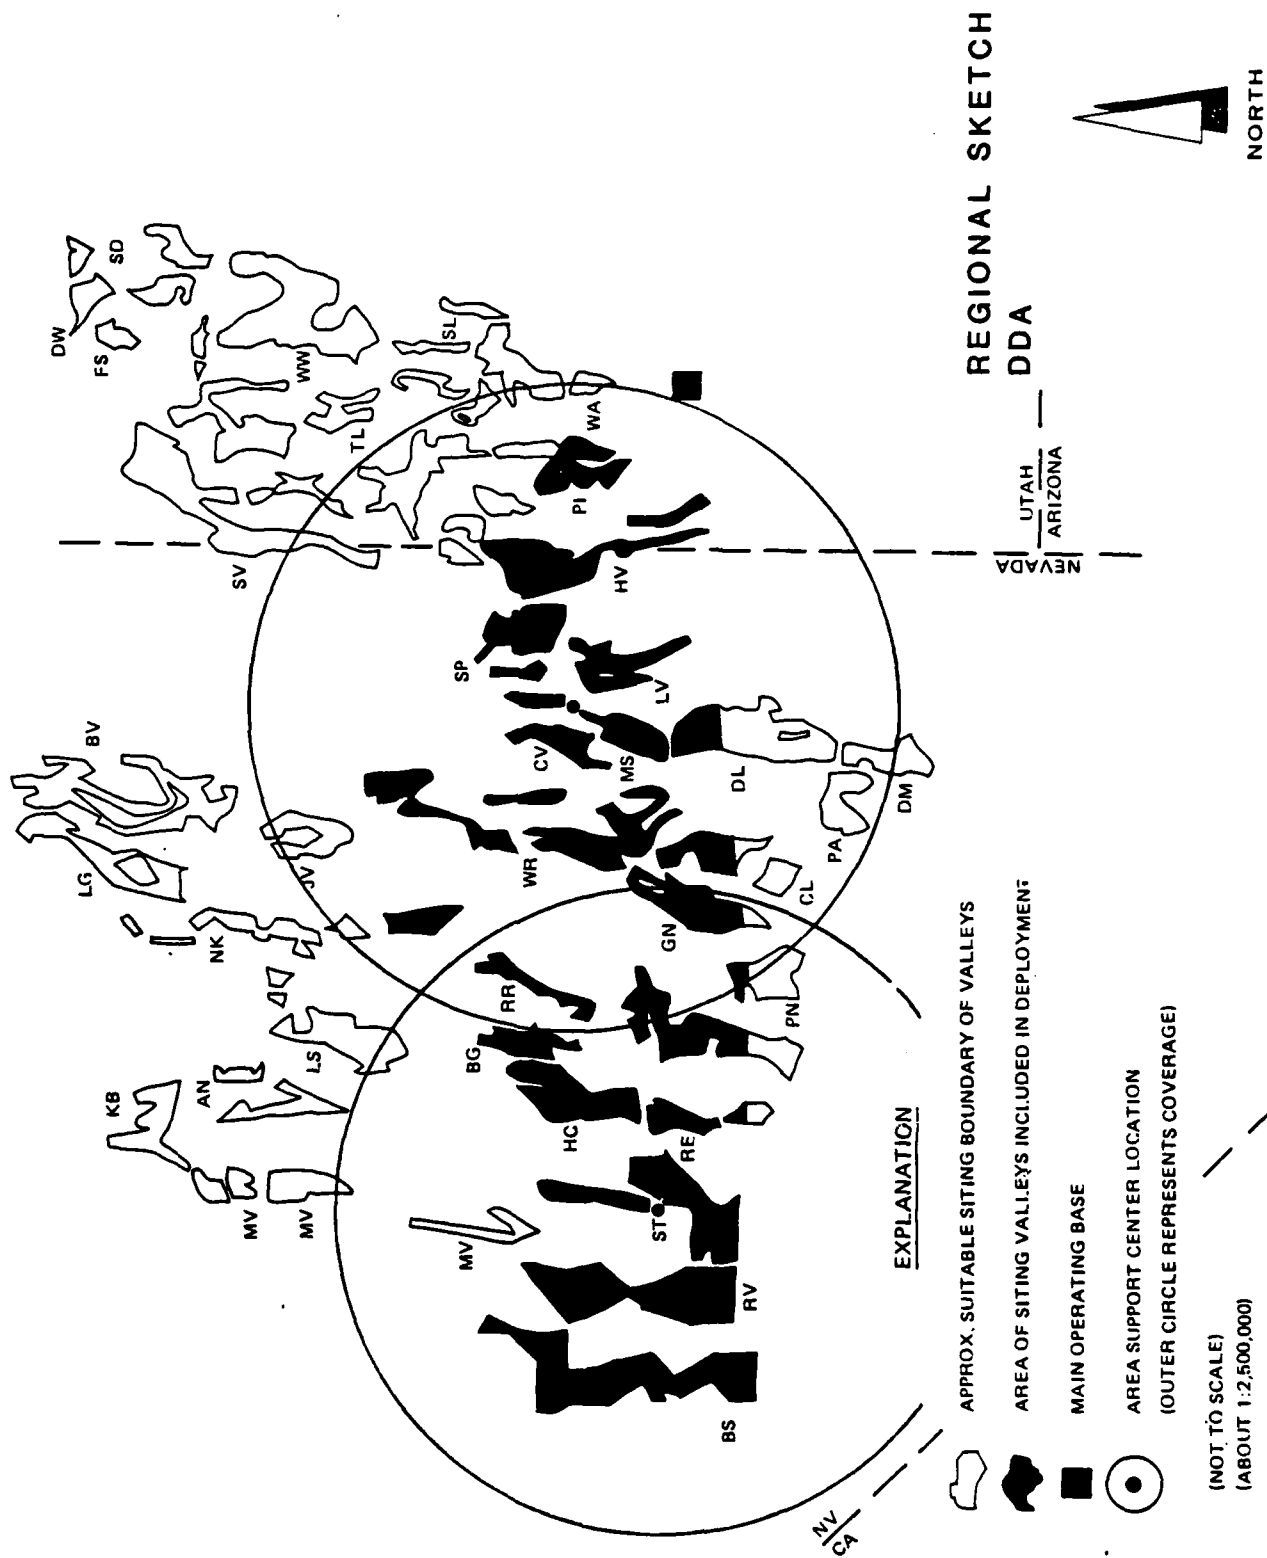 DW
SD
FS
WW
SL
TL
WA
SV
PI
HV
BV
SP
LV
CV
MS
DL
DM
LG
JV
WR
PA
CL
NK
GN
RR
PN
LS
BG
KB
AN
HC
RE
MV
MV
MV
ST
RV
BS
NEVADA
UTAH
ARIZONA
NV
CA
REGIONAL SKETCH
DDA
NORTH
EXPLANATION
APPROX. SUITABLE SITING BOUNDARY OF VALLEYS
AREA OF SITING VALLEYS INCLUDED IN DEPLOYMENT
MAIN OPERATING BASE
AREA SUPPORT CENTER LOCATION
(OUTER CIRCLE REPRESENTS COVERAGE)
(NOT TO SCALE)
(ABOUT 1:2,500,000)